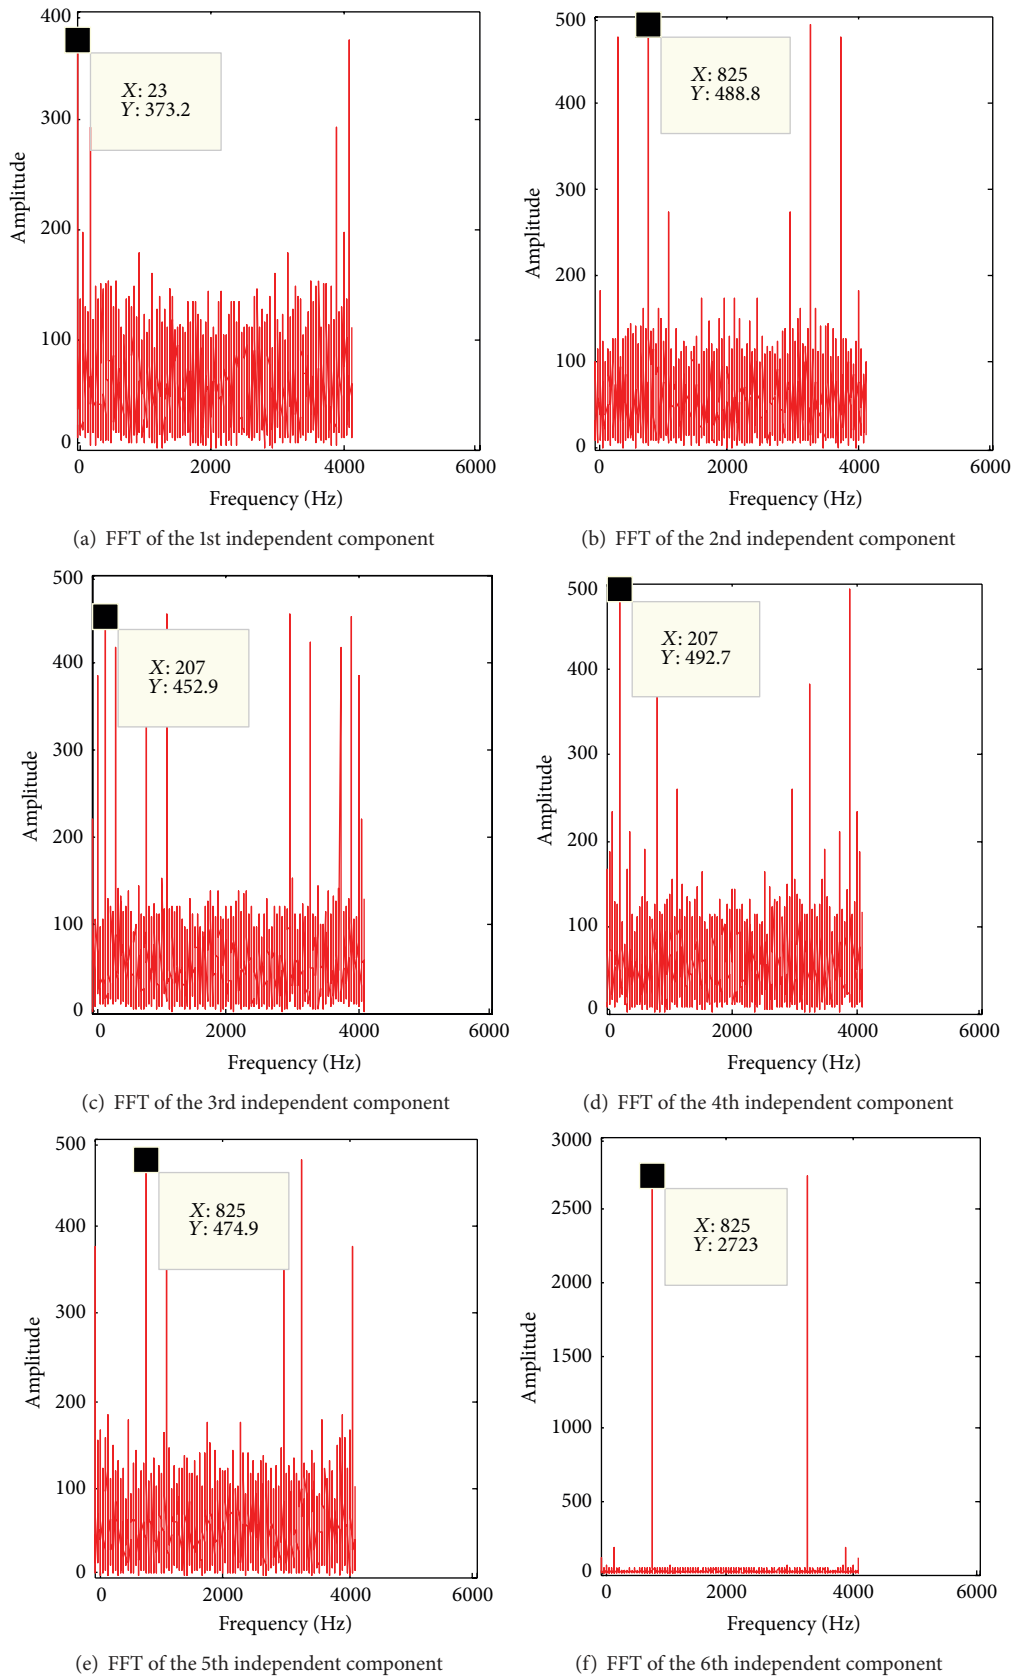 400
300
200
100
0
Amplitude
X: 23
Y: 373.2
0
2000
4000
6000
Frequency (Hz)
(a) FFT of the 1st independent component
500
400
300
200
100
0
Amplitude
X: 825
Y: 488.8
0
2000
4000
6000
Frequency (Hz)
(b) FFT of the 2nd independent component
500
400
300
200
100
0
Amplitude
X: 207
Y: 452.9
0
2000
4000
6000
Frequency (Hz)
(c) FFT of the 3rd independent component
500
400
300
200
100
0
Amplitude
X: 207
Y: 492.7
0
2000
4000
6000
Frequency (Hz)
(d) FFT of the 4th independent component
500
400
300
200
100
0
Amplitude
X: 825
Y: 474.9
0
2000
4000
6000
Frequency (Hz)
(e) FFT of the 5th independent component
3000
2500
2000
1500
1000
500
0
Amplitude
X: 825
Y: 2723
0
2000
4000
6000
Frequency (Hz)
(f) FFT of the 6th independent component